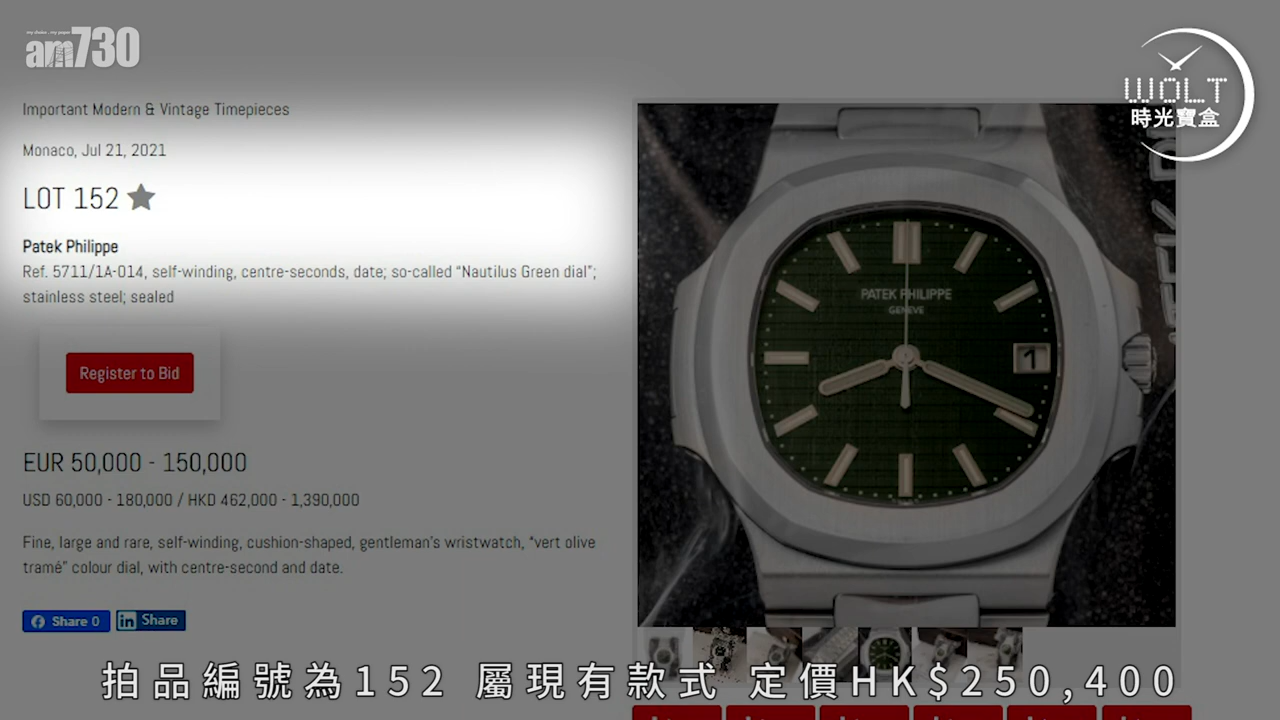 my choice . my paper
am730
WOLT
時光寶盒
Important Modern & Vintage Timepieces
Monaco, Jul 21, 2021
LOT 152
Patek Philippe
Ref. 5711/1A-014, self-winding, centre-seconds, date; so-called “Nautilus Green dial”;
stainless steel; sealed
Register to Bid
EUR 50,000 - 150,000
USD 60,000 - 180,000 / HKD 462,000 - 1,390,000
Fine, large and rare, self-winding, cushion-shaped, gentleman's wristwatch, “vert olive
tramé” colour dial, with centre-second and date.
Share 0
in Share
PATEK PHILIPPE
GENEVE
1
拍品編號為152 屬現有款式 定價HK$250,400